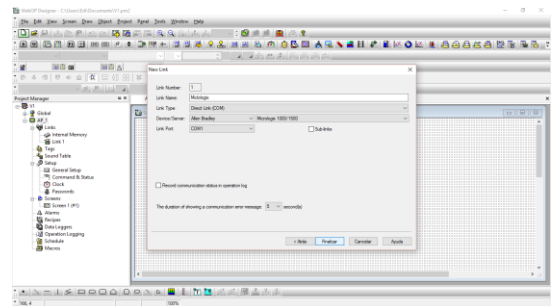 WebOP Designer - C:\Users\Edi\Documents\V1.pm2
File Edit View Screen Draw Object Project Panel Tools Window Help
Project Manager
V1
Global
AP_1
Links
Internal Memory
Link 1
Tags
Sound Table
Setup
General Setup
Command & Status
Clock
Passwords
Screens
Screen 1 (#1)
Alarms
Recipes
Data Loggers
Operation Logging
Schedule
Macros
New Link
Link Number: 1
Link Name: Micrologix
Link Type: Direct Link (COM)
Device/Server: Allen Bradley
Micrologix 1000/1500
Link Port: COM1
Sub-links
Record communication status in operation log
The duration of showing a communication error message: 5 second(s)
< Atrás
Finalizar
Cancelar
Ayuda
100%